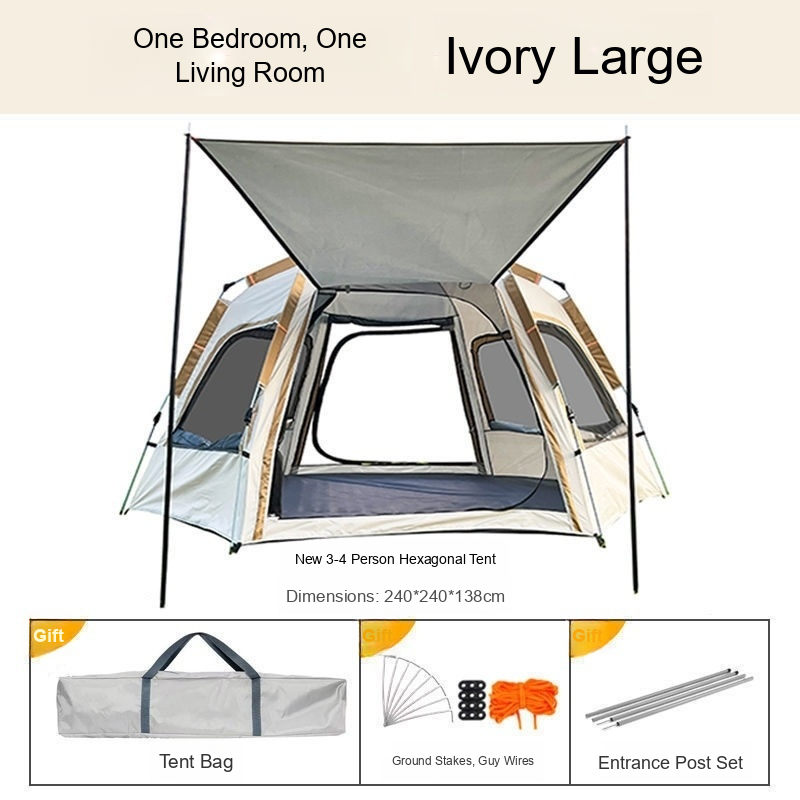 One Bedroom, One
Living Room
Ivory Large
New 3-4 Person Hexagonal Tent
Dimensions: 240*240*138cm
Gift
Gift
Gift
Tent Bag
Ground Stakes, Guy Wires
Entrance Post Set